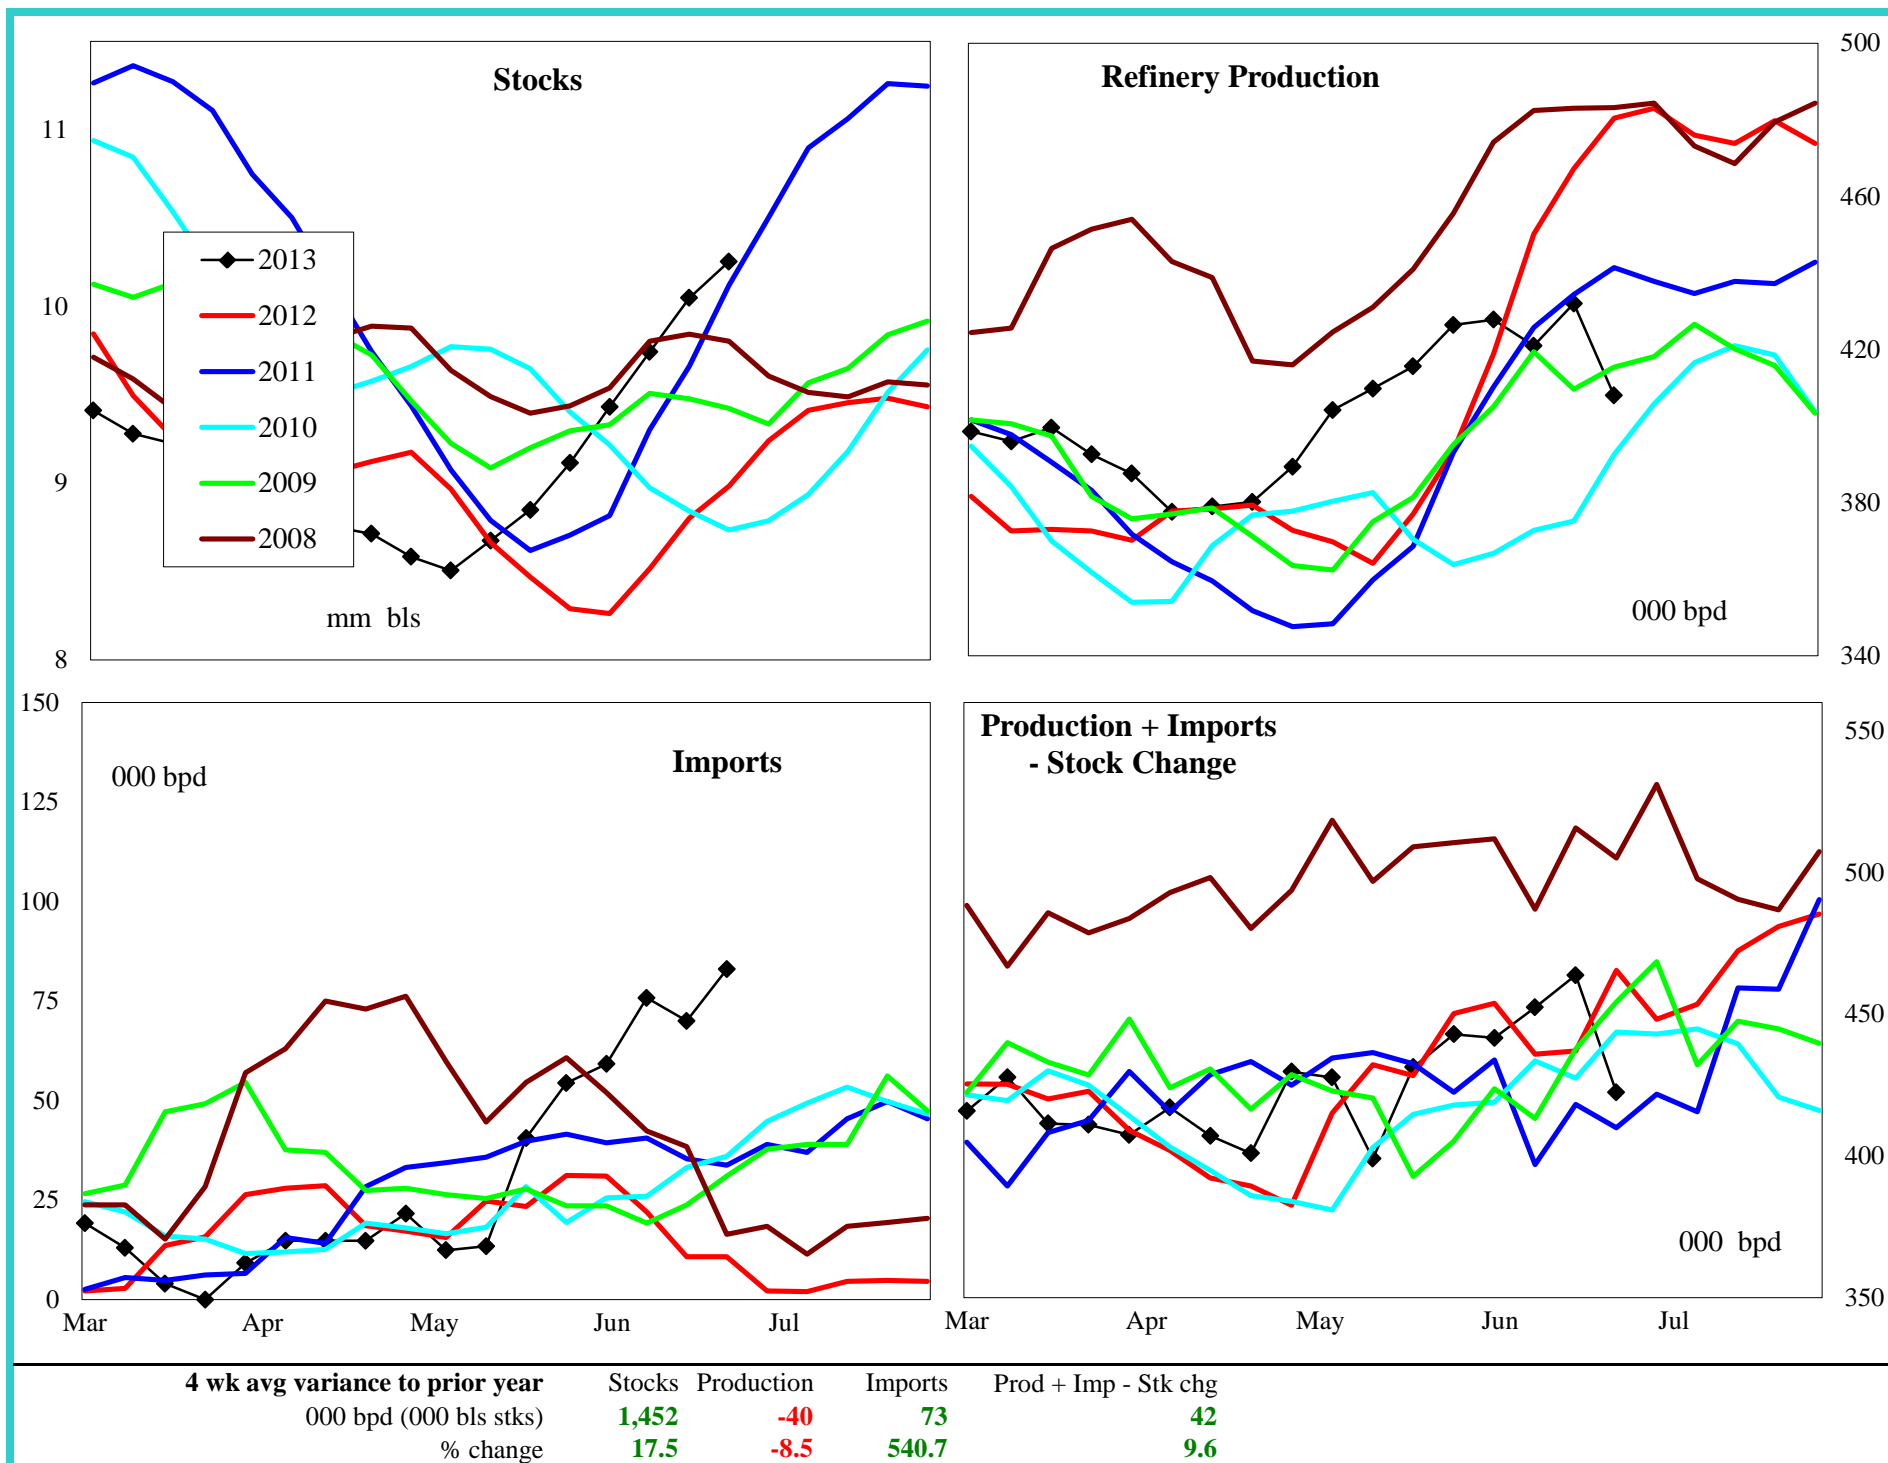 Stocks
11
10
9
8
2013
2012
2011
2010
2009
2008
mm bls
Refinery Production
500
460
420
380
340
000 bpd
150
125
100
75
50
25
0
000 bpd
Imports
Mar Apr May Jun Jul
Production + Imports
- Stock Change
550
500
450
400
350
000 bpd
Mar Apr May Jun Jul
4 wk avg variance to prior year Stocks Production Imports Prod + Imp - Stk chg
000 bpd (000 bls stks) 1,452 -40 73 42
% change 17.5 -8.5 540.7 9.6